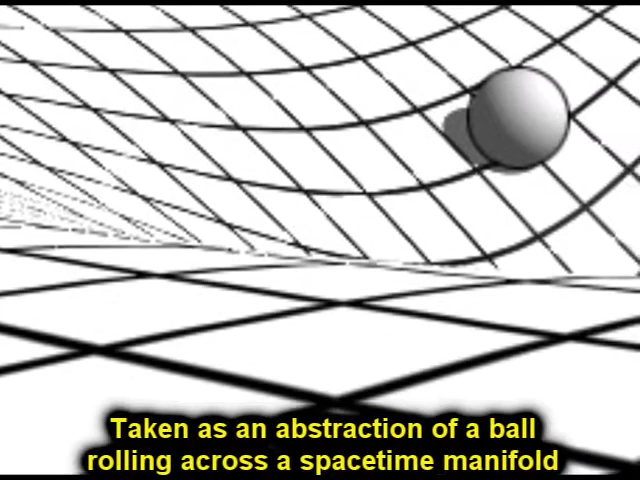 Taken as an abstraction of a ball
rolling across a spacetime manifold